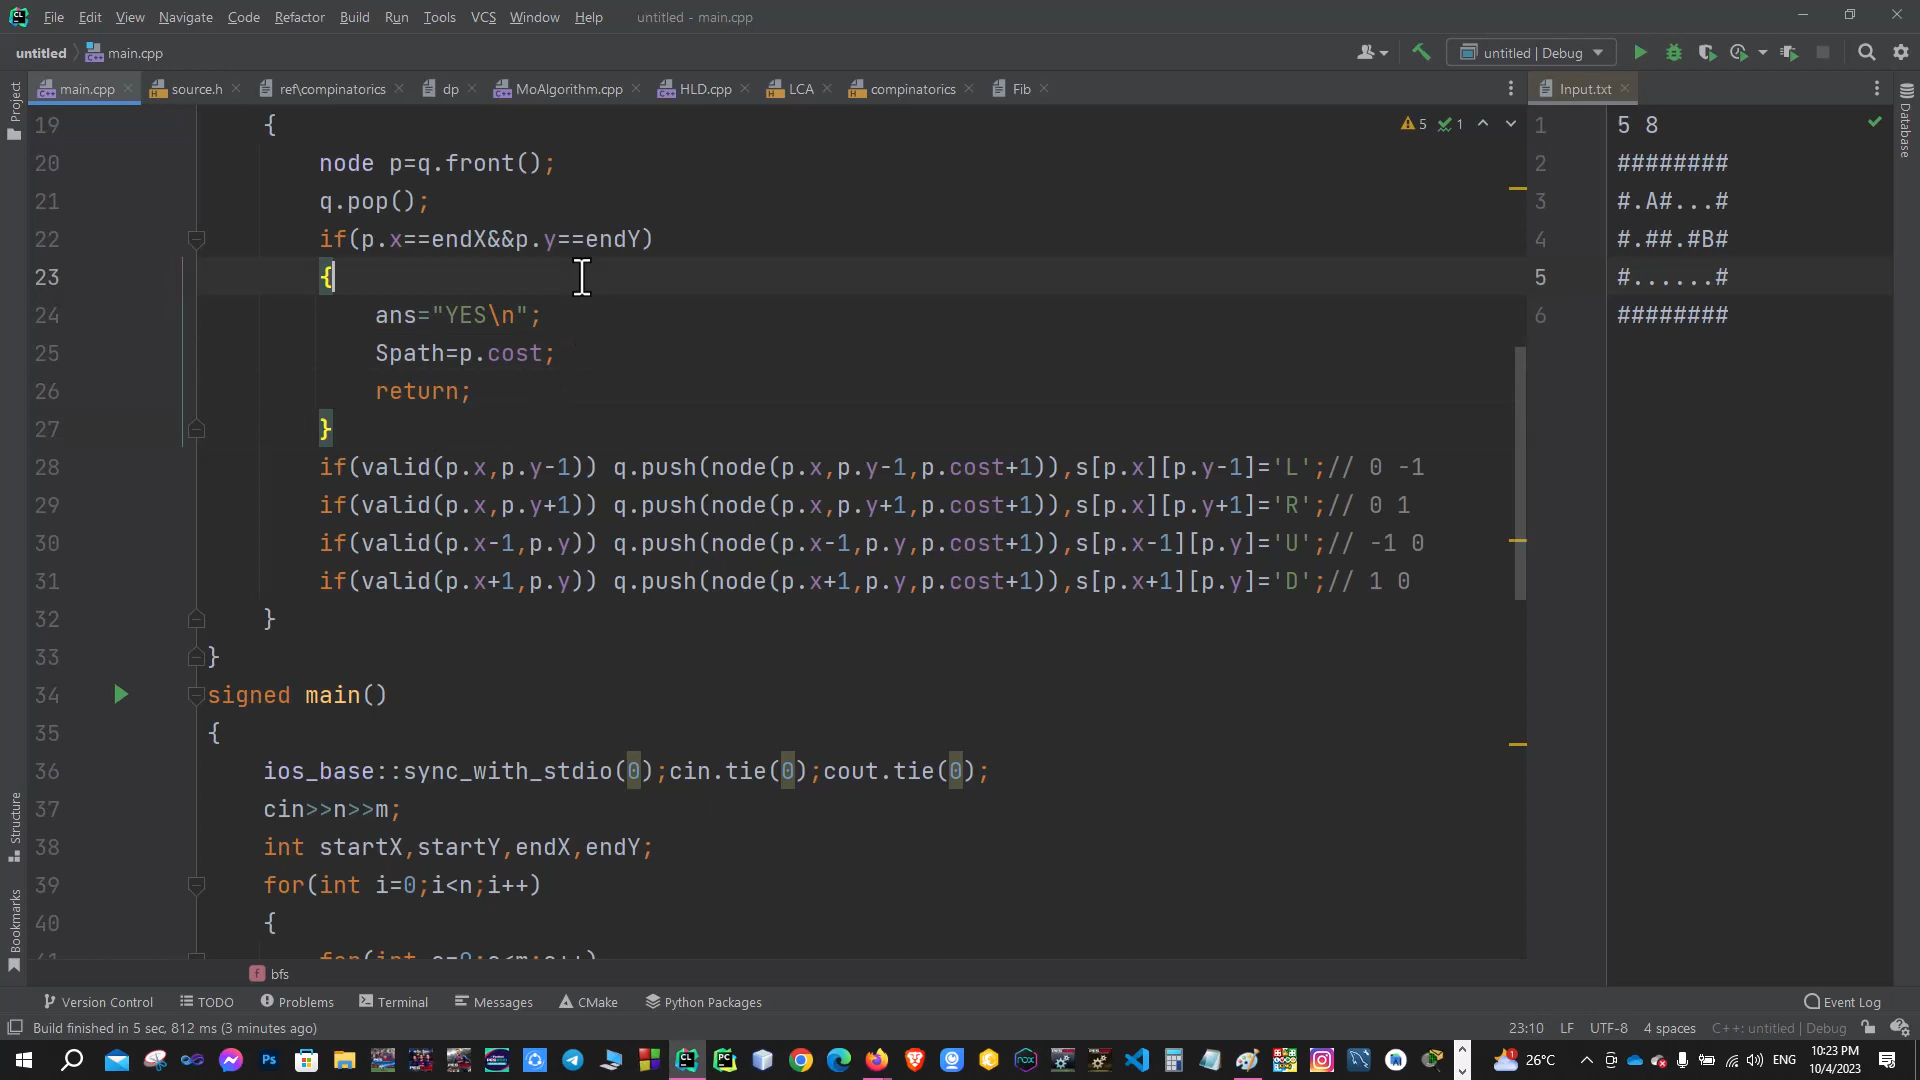 File Edit View Navigate Code Refactor Build Run Tools VCS Window Help untitled - main.cpp
untitled main.cpp untitled | Debug
main.cpp source.h ref\compinatorics dp MoAlgorithm.cpp HLD.cpp LCA compinatorics Fib Input.txt
Project
Structure
Bookmarks
Database
19 {
5 1
20 node p=q.front();
21 q.pop();
22 if(p.x==endX&&p.y==endY)
23 {
24 ans="YES\n";
25 Spath=p.cost;
26 return;
27 }
28 if(valid(p.x,p.y-1)) q.push(node(p.x,p.y-1,p.cost+1)),s[p.x][p.y-1]='L';// 0 -1
29 if(valid(p.x,p.y+1)) q.push(node(p.x,p.y+1,p.cost+1)),s[p.x][p.y+1]='R';// 0 1
30 if(valid(p.x-1,p.y)) q.push(node(p.x-1,p.y,p.cost+1)),s[p.x-1][p.y]='U';// -1 0
31 if(valid(p.x+1,p.y)) q.push(node(p.x+1,p.y,p.cost+1)),s[p.x+1][p.y]='D';// 1 0
32 }
33 }
34 signed main()
35 {
36 ios_base::sync_with_stdio(0);cin.tie(0);cout.tie(0);
37 cin>>n>>m;
38 int startX,startY,endX,endY;
39 for(int i=0;i<n;i++)
40 {
1 5 8
2 ########
3 #.A#...#
4 #.##.#B#
5 #......#
6 ########
bfs
Version Control TODO Problems Terminal Messages CMake Python Packages Event Log
Build finished in 5 sec, 812 ms (3 minutes ago) 23:10 LF UTF-8 4 spaces C++: untitled | Debug
26°C ENG 10:23 PM
10/4/2023